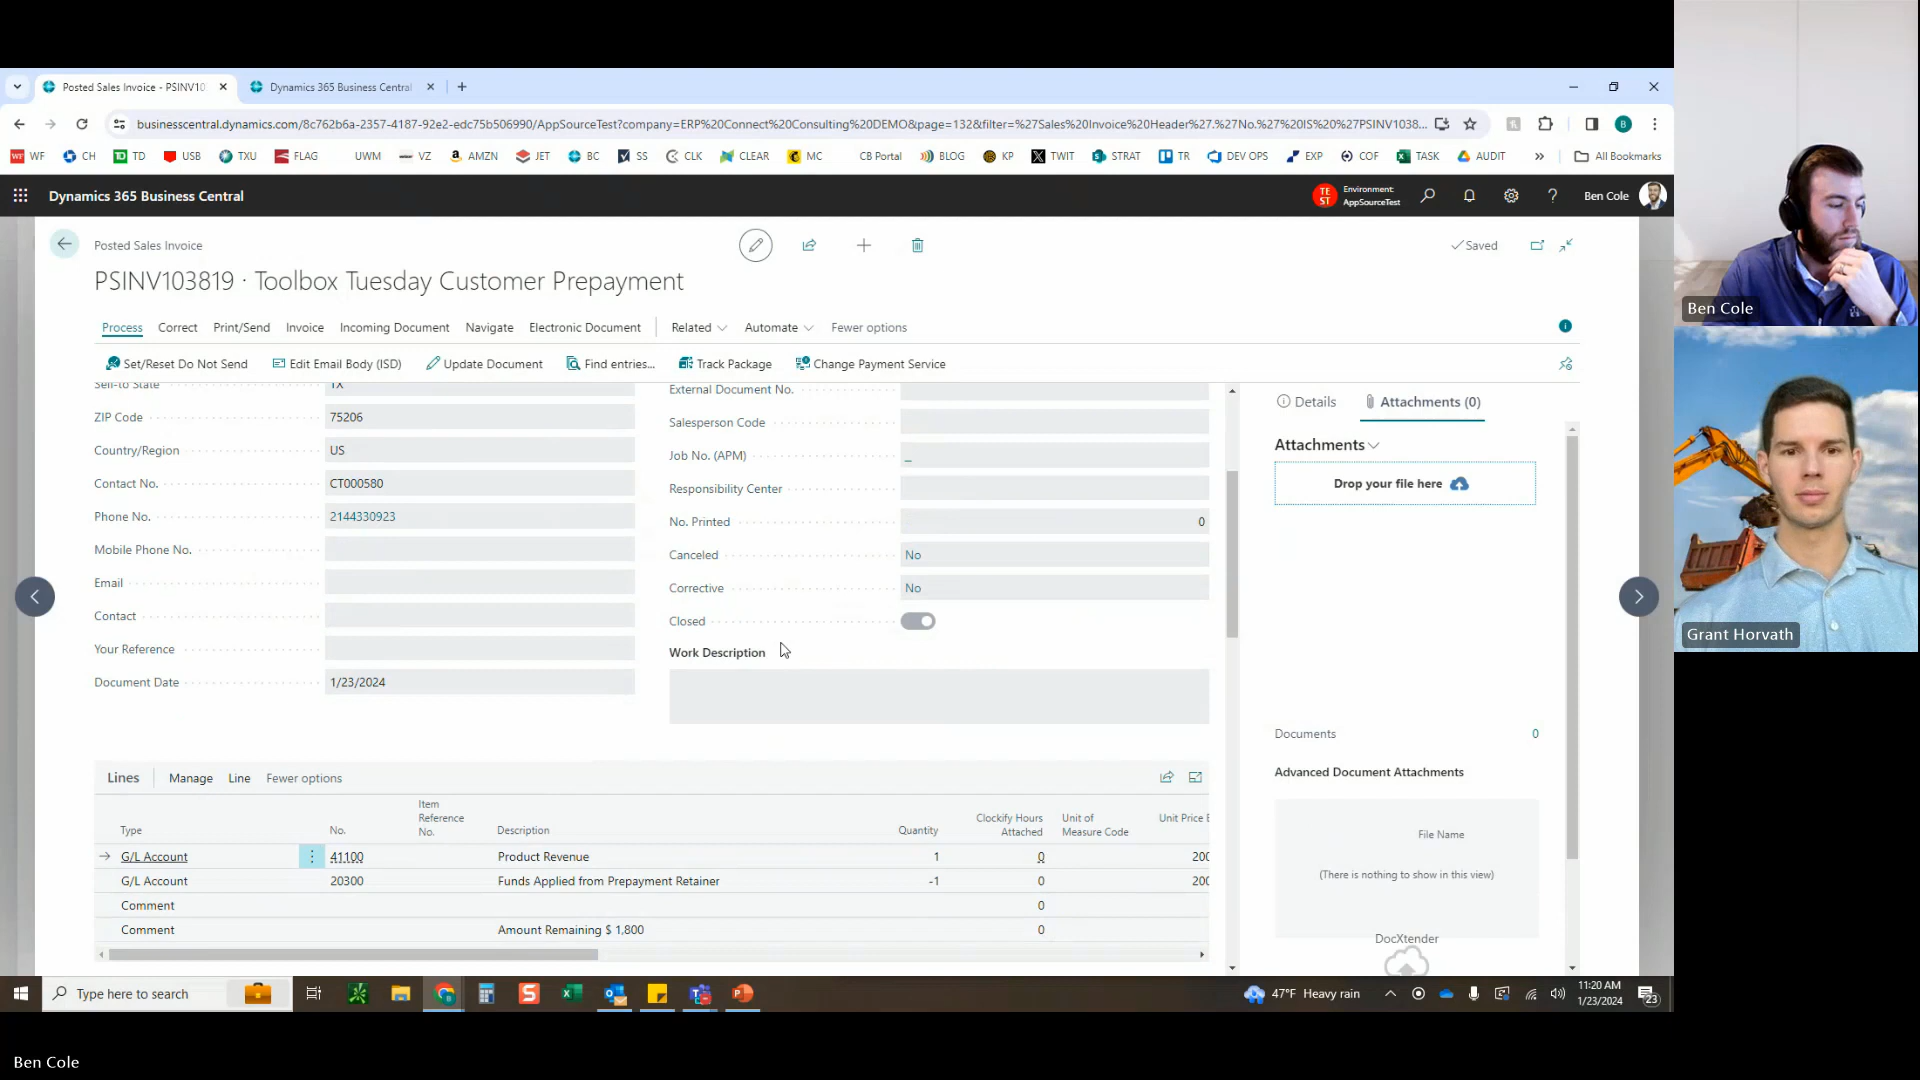 Posted Sales Invoice - PSINV10
Dynamics 365 Business Central
businesscentral.dynamics.com/8c762b6a-2357-4187-92e2-edc75b506990/AppSourceTest?company=ERP%20Connect%20Consulting%20DEMO&page=132&filter=%27Sales%20Invoice%20Header%27.%27No.%27%20IS%20%27PSINV1038...
WF CH TD USB TXU FLAG UWM VZ AMZN JET BC SS CLK CLEAR MC CB Portal BLOG KP TWIT STRAT TR DEV OPS EXP COF TASK AUDIT » All Bookmarks
Dynamics 365 Business Central
TE ST
Environment:
AppSourceTest
?
Ben Cole
Posted Sales Invoice
Saved
PSINV103819 · Toolbox Tuesday Customer Prepayment
Process Correct Print/Send Invoice Incoming Document Navigate Electronic Document Related Automate Fewer options
Set/Reset Do Not Send Edit Email Body (ISD) Update Document Find entries... Track Package Change Payment Service
Sell-to State TX
ZIP Code 75206
Country/Region US
Contact No. CT000580
Phone No. 2144330923
Mobile Phone No.
Email
Contact
Your Reference
Document Date 1/23/2024
External Document No.
Salesperson Code
Job No. (APM) _
Responsibility Center
No. Printed 0
Canceled No
Corrective No
Closed
Work Description
Details Attachments (0)
Attachments
Drop your file here
Documents 0
Advanced Document Attachments
File Name
(There is nothing to show in this view)
DocXtender
Lines Manage Line Fewer options
Type No. Item Reference No. Description Quantity Clockify Hours Attached Unit of Measure Code Unit Price E
G/L Account 41100 Product Revenue 1 0 200
G/L Account 20300 Funds Applied from Prepayment Retainer -1 0 200
Comment 0
Comment Amount Remaining $ 1,800 0
Type here to search
47°F Heavy rain
11:20 AM
1/23/2024
23
Ben Cole
Grant Horvath
Ben Cole